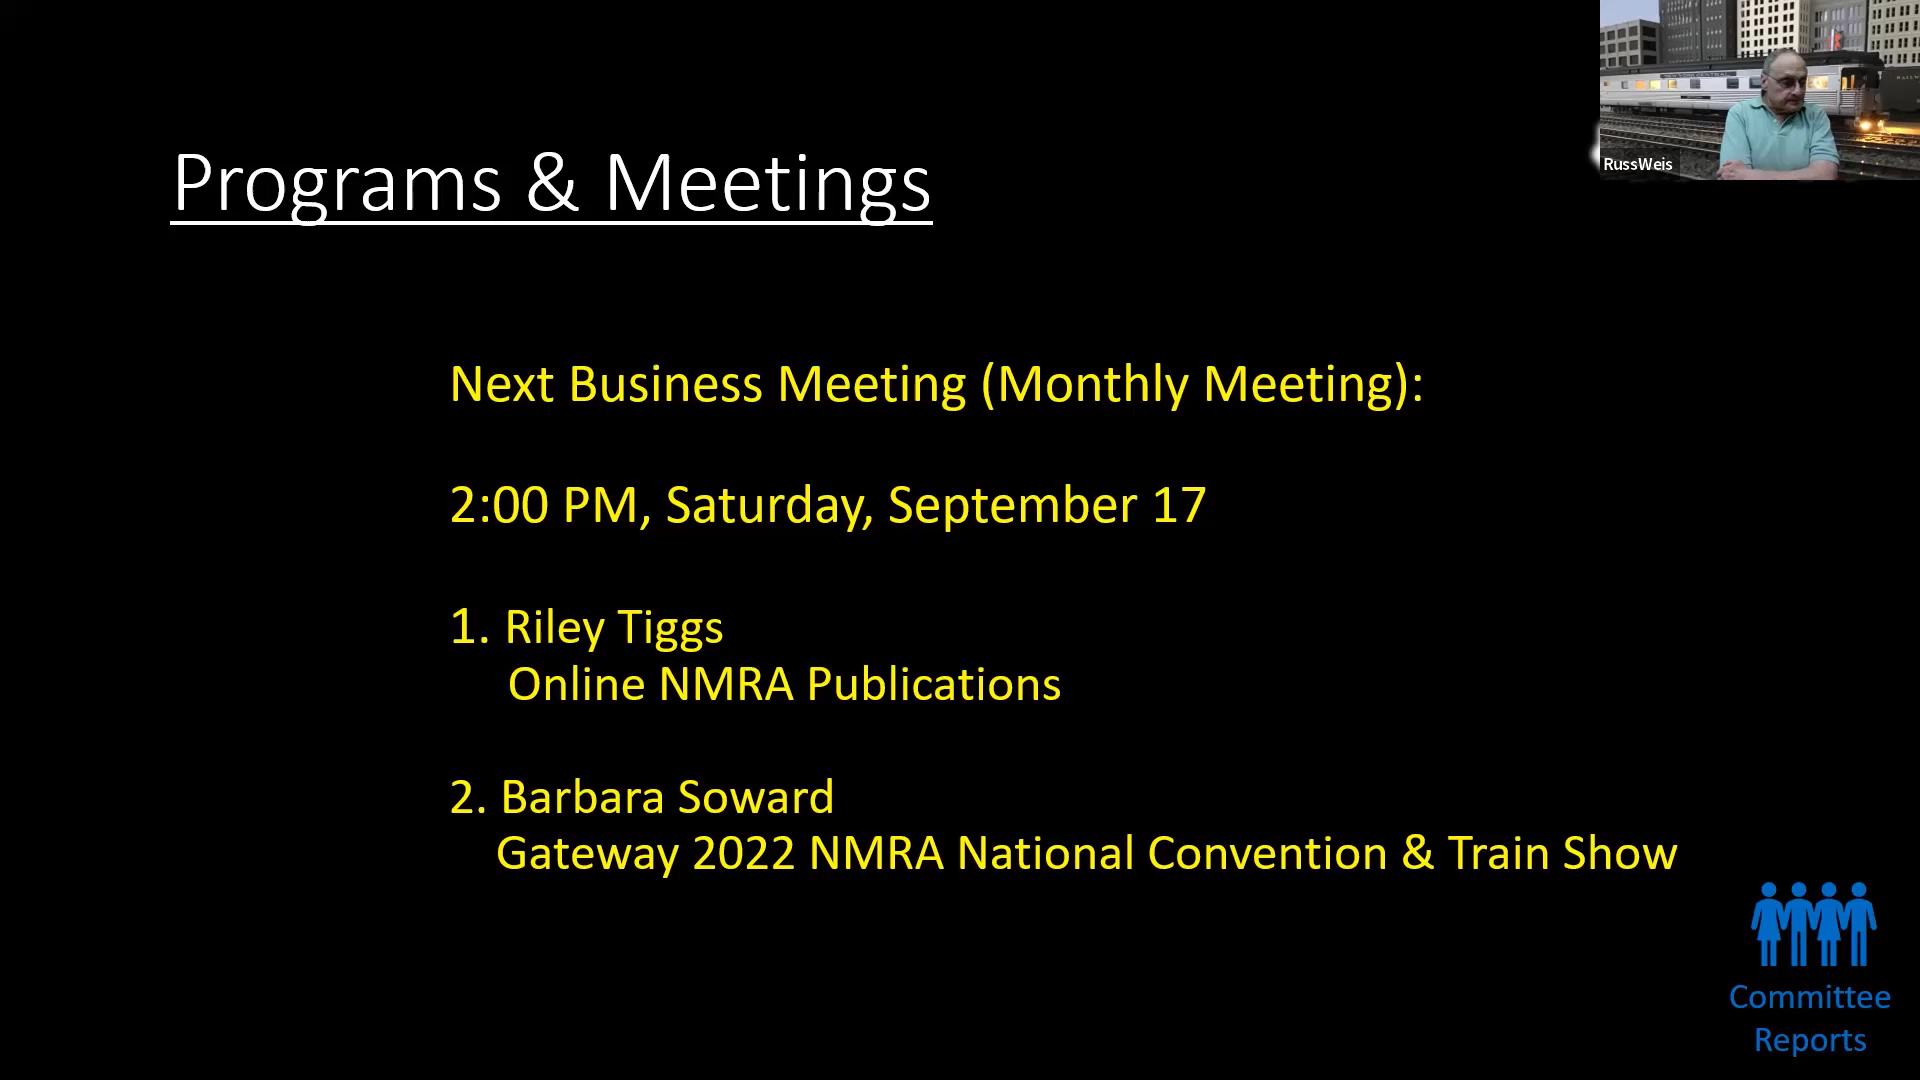 Programs & Meetings
RussWeis
Next Business Meeting (Monthly Meeting):
2:00 PM, Saturday, September 17
1. Riley Tiggs
Online NMRA Publications
2. Barbara Soward
Gateway 2022 NMRA National Convention & Train Show
Committee
Reports